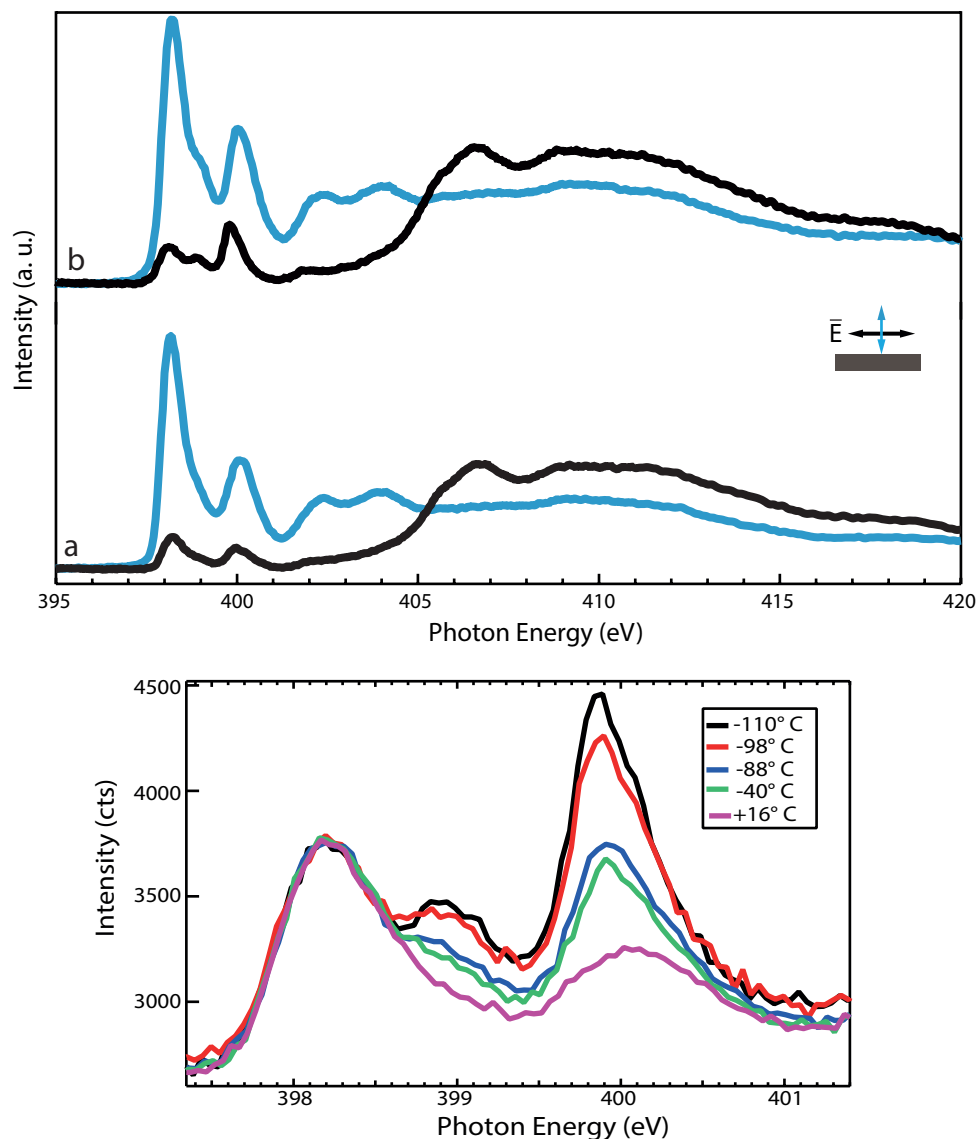 Intensity (a. u.)
b
a
Ē
395
400
405
410
415
420
Photon Energy (eV)
Intensity (cts)
4500
4000
3500
3000
-110° C
-98° C
-88° C
-40° C
+16° C
398
399
400
401
Photon Energy (eV)